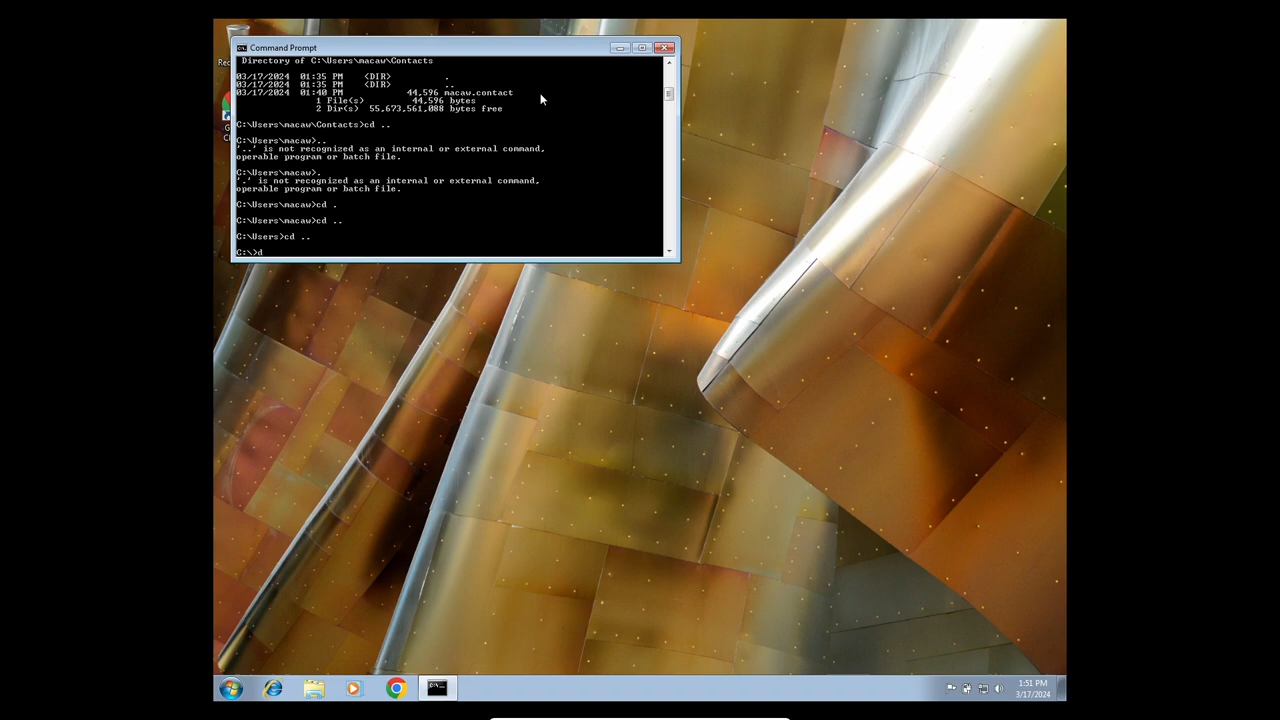 Command Prompt
Directory of C:\Users\macaw\Contacts
03/17/2024  01:35 PM    <DIR>          .
03/17/2024  01:35 PM    <DIR>          ..
03/17/2024  01:40 PM            44,596 macaw.contact
1 File(s)         44,596 bytes
2 Dir(s)  55,673,561,088 bytes free
C:\Users\macaw\Contacts>cd ..
C:\Users\macaw>..
'..' is not recognized as an internal or external command,
operable program or batch file.
C:\Users\macaw>.
'.' is not recognized as an internal or external command,
operable program or batch file.
C:\Users\macaw>cd .
C:\Users\macaw>cd ..
C:\Users>cd ..
C:\>d
Rec
G
C
1:51 PM
3/17/2024